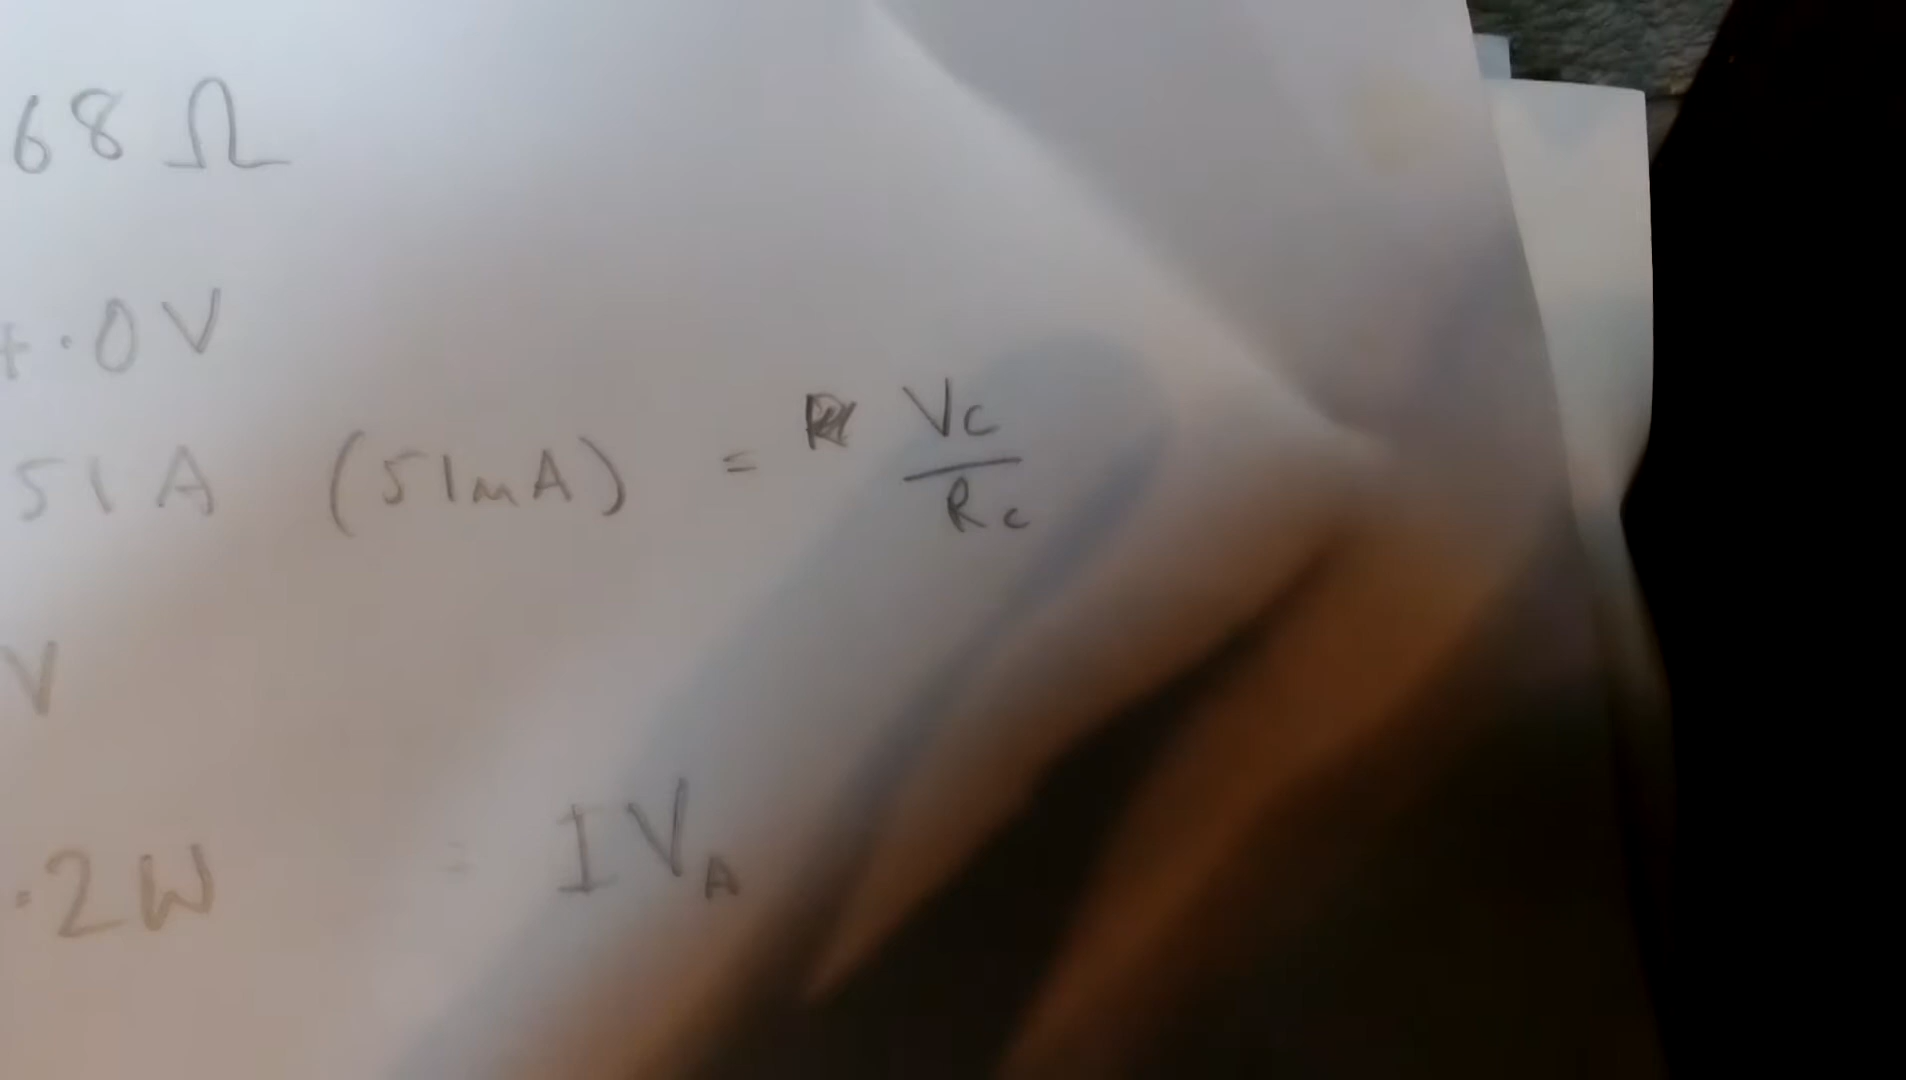 68 Ω
.0V
51A (51mA) = Vc / Rc
V
.2W = IVA